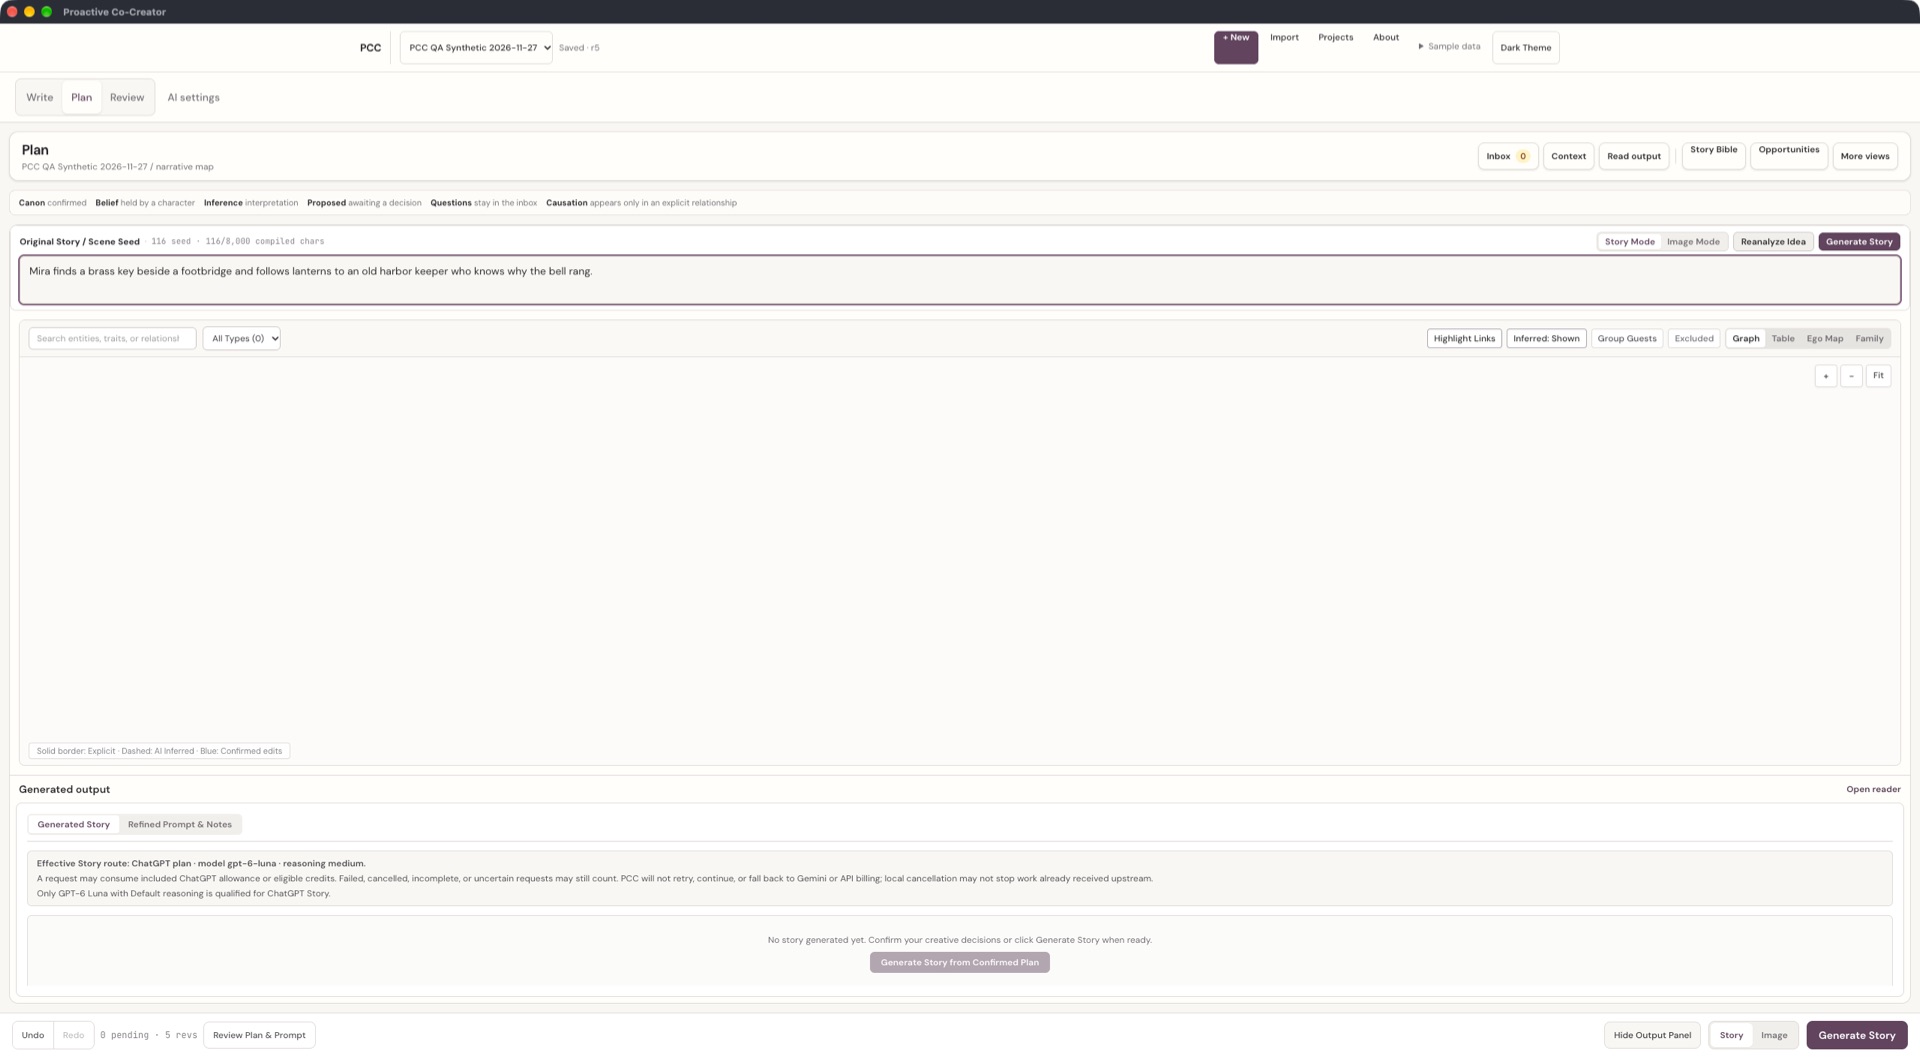 Proactive Co-Creator
PCC
PCC QA Synthetic 2026-11-27
Saved · r5
+ New
Import
Projects
About
Sample data
Dark Theme
Write
Plan
Review
AI settings
Plan
PCC QA Synthetic 2026-11-27 / narrative map
Inbox 0
Context
Read output
Story Bible
Opportunities
More views
Canon confirmed Belief held by a character Inference interpretation Proposed awaiting a decision Questions stay in the inbox Causation appears only in an explicit relationship
Original Story / Scene Seed · 116 seed · 116/8,000 compiled chars
Story Mode
Image Mode
Reanalyze Idea
Generate Story
Mira finds a brass key beside a footbridge and follows lanterns to an old harbor keeper who knows why the bell rang.
Search entities, traits, or relationsl
All Types (0)
Highlight Links
Inferred: Shown
Group Guests
Excluded
Graph
Table
Ego Map
Family
+
-
Fit
Solid border: Explicit · Dashed: AI Inferred · Blue: Confirmed edits
Generated output
Open reader
Generated Story
Refined Prompt & Notes
Effective Story route: ChatGPT plan · model gpt-6-luna · reasoning medium.
A request may consume included ChatGPT allowance or eligible credits. Failed, cancelled, incomplete, or uncertain requests may still count. PCC will not retry, continue, or fall back to Gemini or API billing; local cancellation may not stop work already received upstream.
Only GPT-6 Luna with Default reasoning is qualified for ChatGPT Story.
No story generated yet. Confirm your creative decisions or click Generate Story when ready.
Generate Story from Confirmed Plan
Undo
Redo
0 pending · 5 revs
Review Plan & Prompt
Hide Output Panel
Story
Image
Generate Story